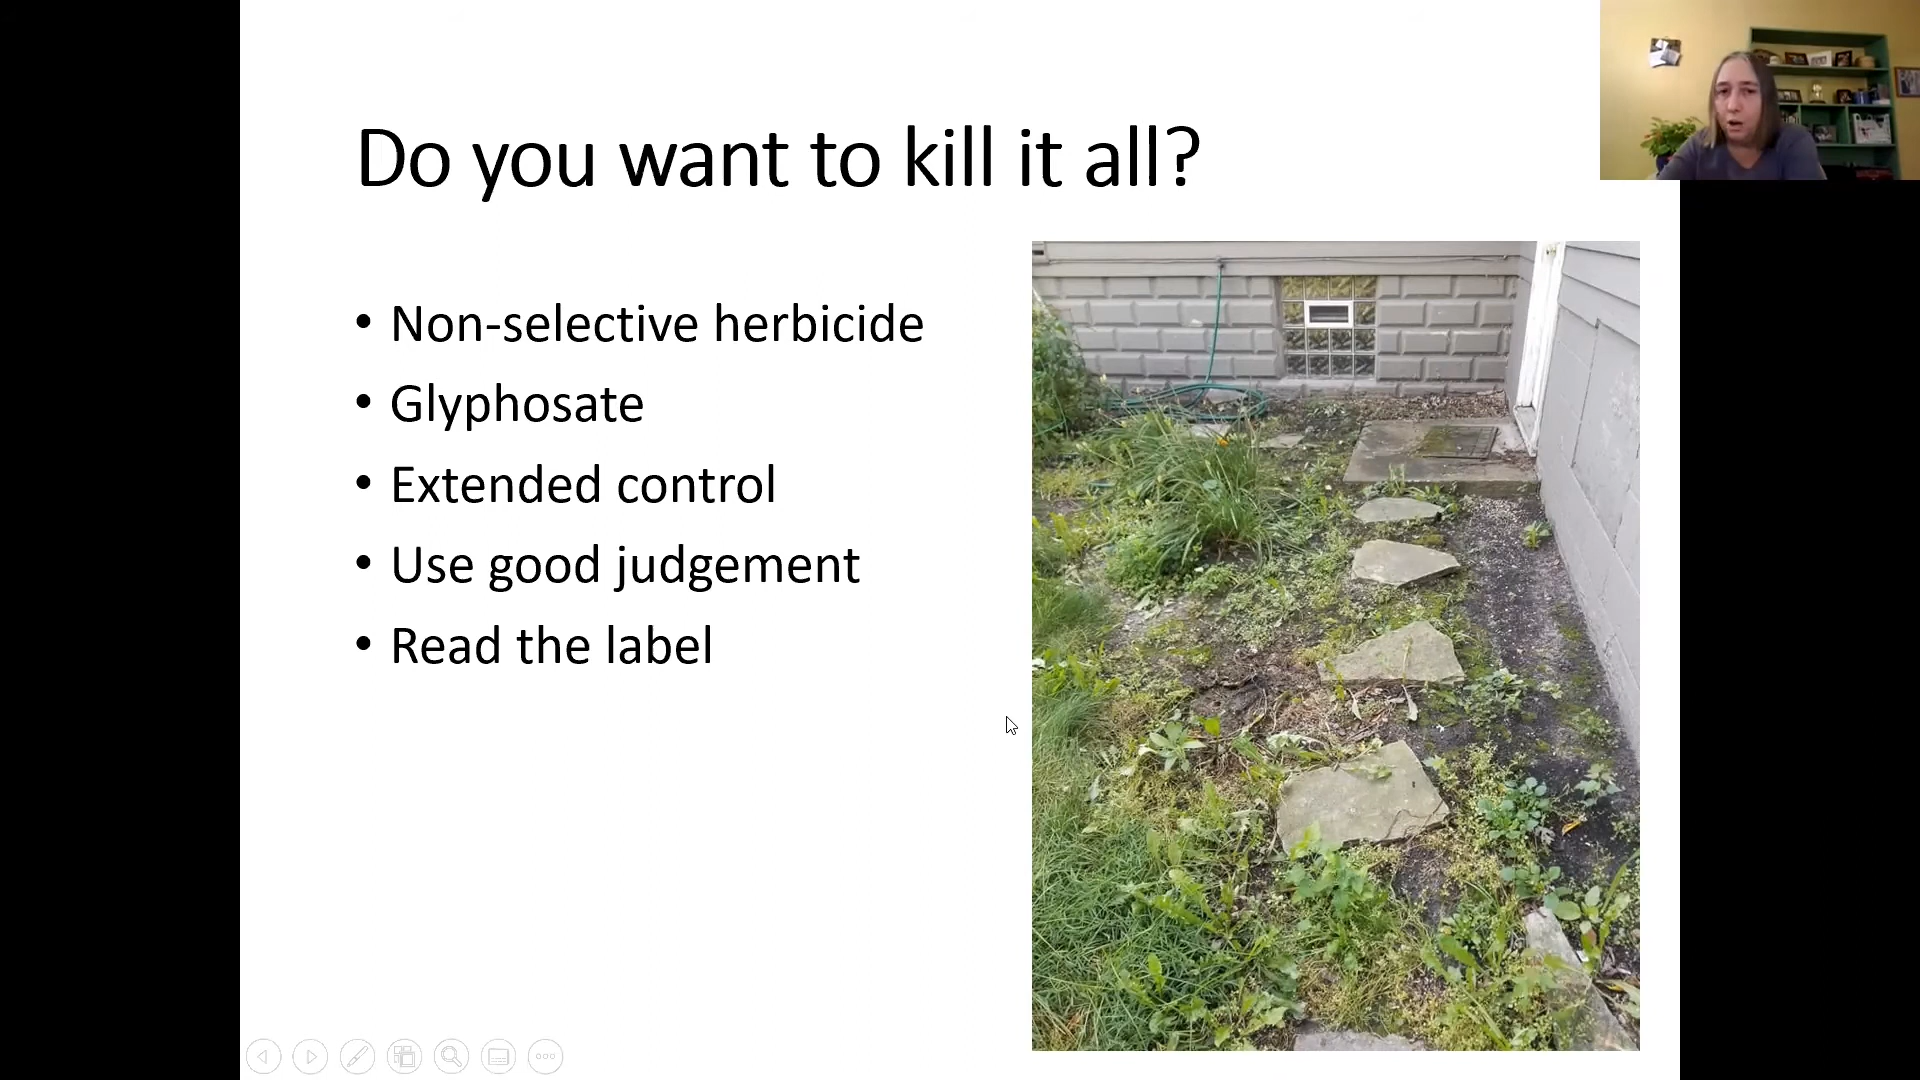 Do you want to kill it all?
• Non-selective herbicide
• Glyphosate
• Extended control
• Use good judgement
• Read the label